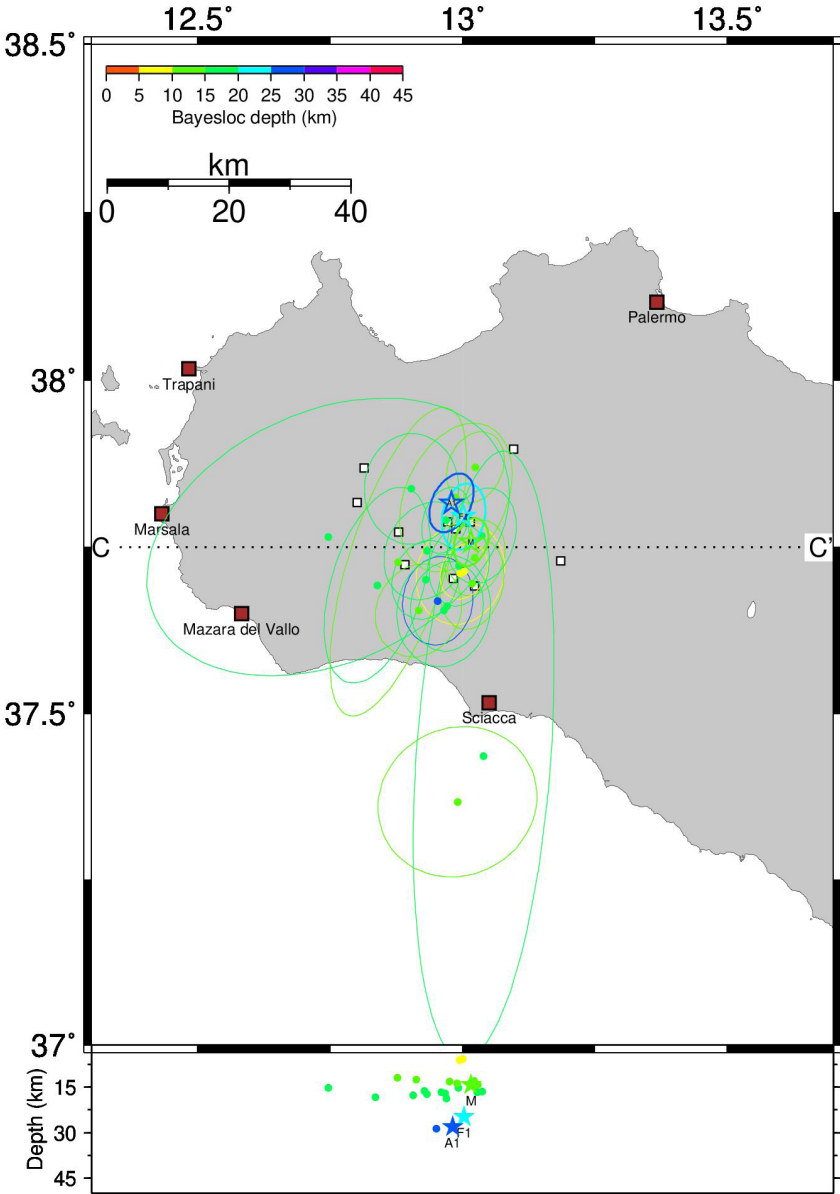 12.5° 13° 13.5°
38.5°
0 5 10 15 20 25 30 35 40 45
Bayesloc depth (km)
km
0 20 40
Palermo
38°
Trapani
Marsala
M
C C'
Mazara del Vallo
37.5°
Sciacca
37°
Depth (km)
15
M
30
F1
A1
45